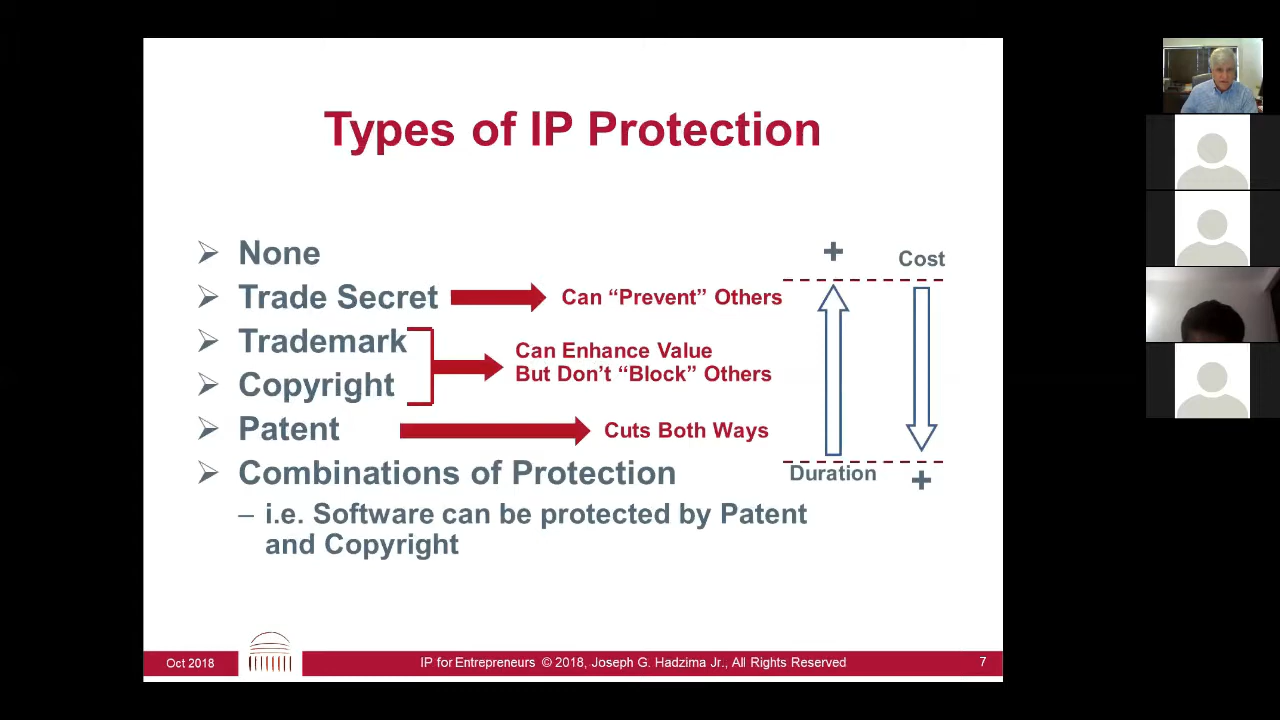 Types of IP Protection
None
Trade Secret
Can “Prevent” Others
Trademark
Copyright
Can Enhance Value
But Don’t “Block” Others
Patent
Cuts Both Ways
Combinations of Protection
– i.e. Software can be protected by Patent
and Copyright
+
Cost
Duration
+
Oct 2018
IP for Entrepreneurs © 2018, Joseph G. Hadzima Jr., All Rights Reserved
7